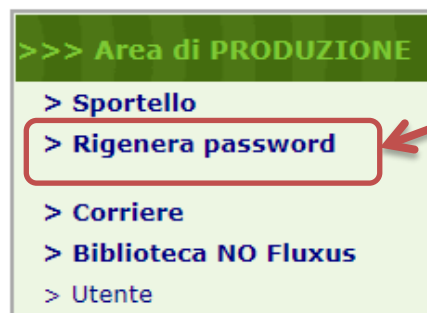 >>> Area di PRODUZIONE
> Sportello
> Rigenera password
> Corriere
> Biblioteca NO Fluxus
> Utente